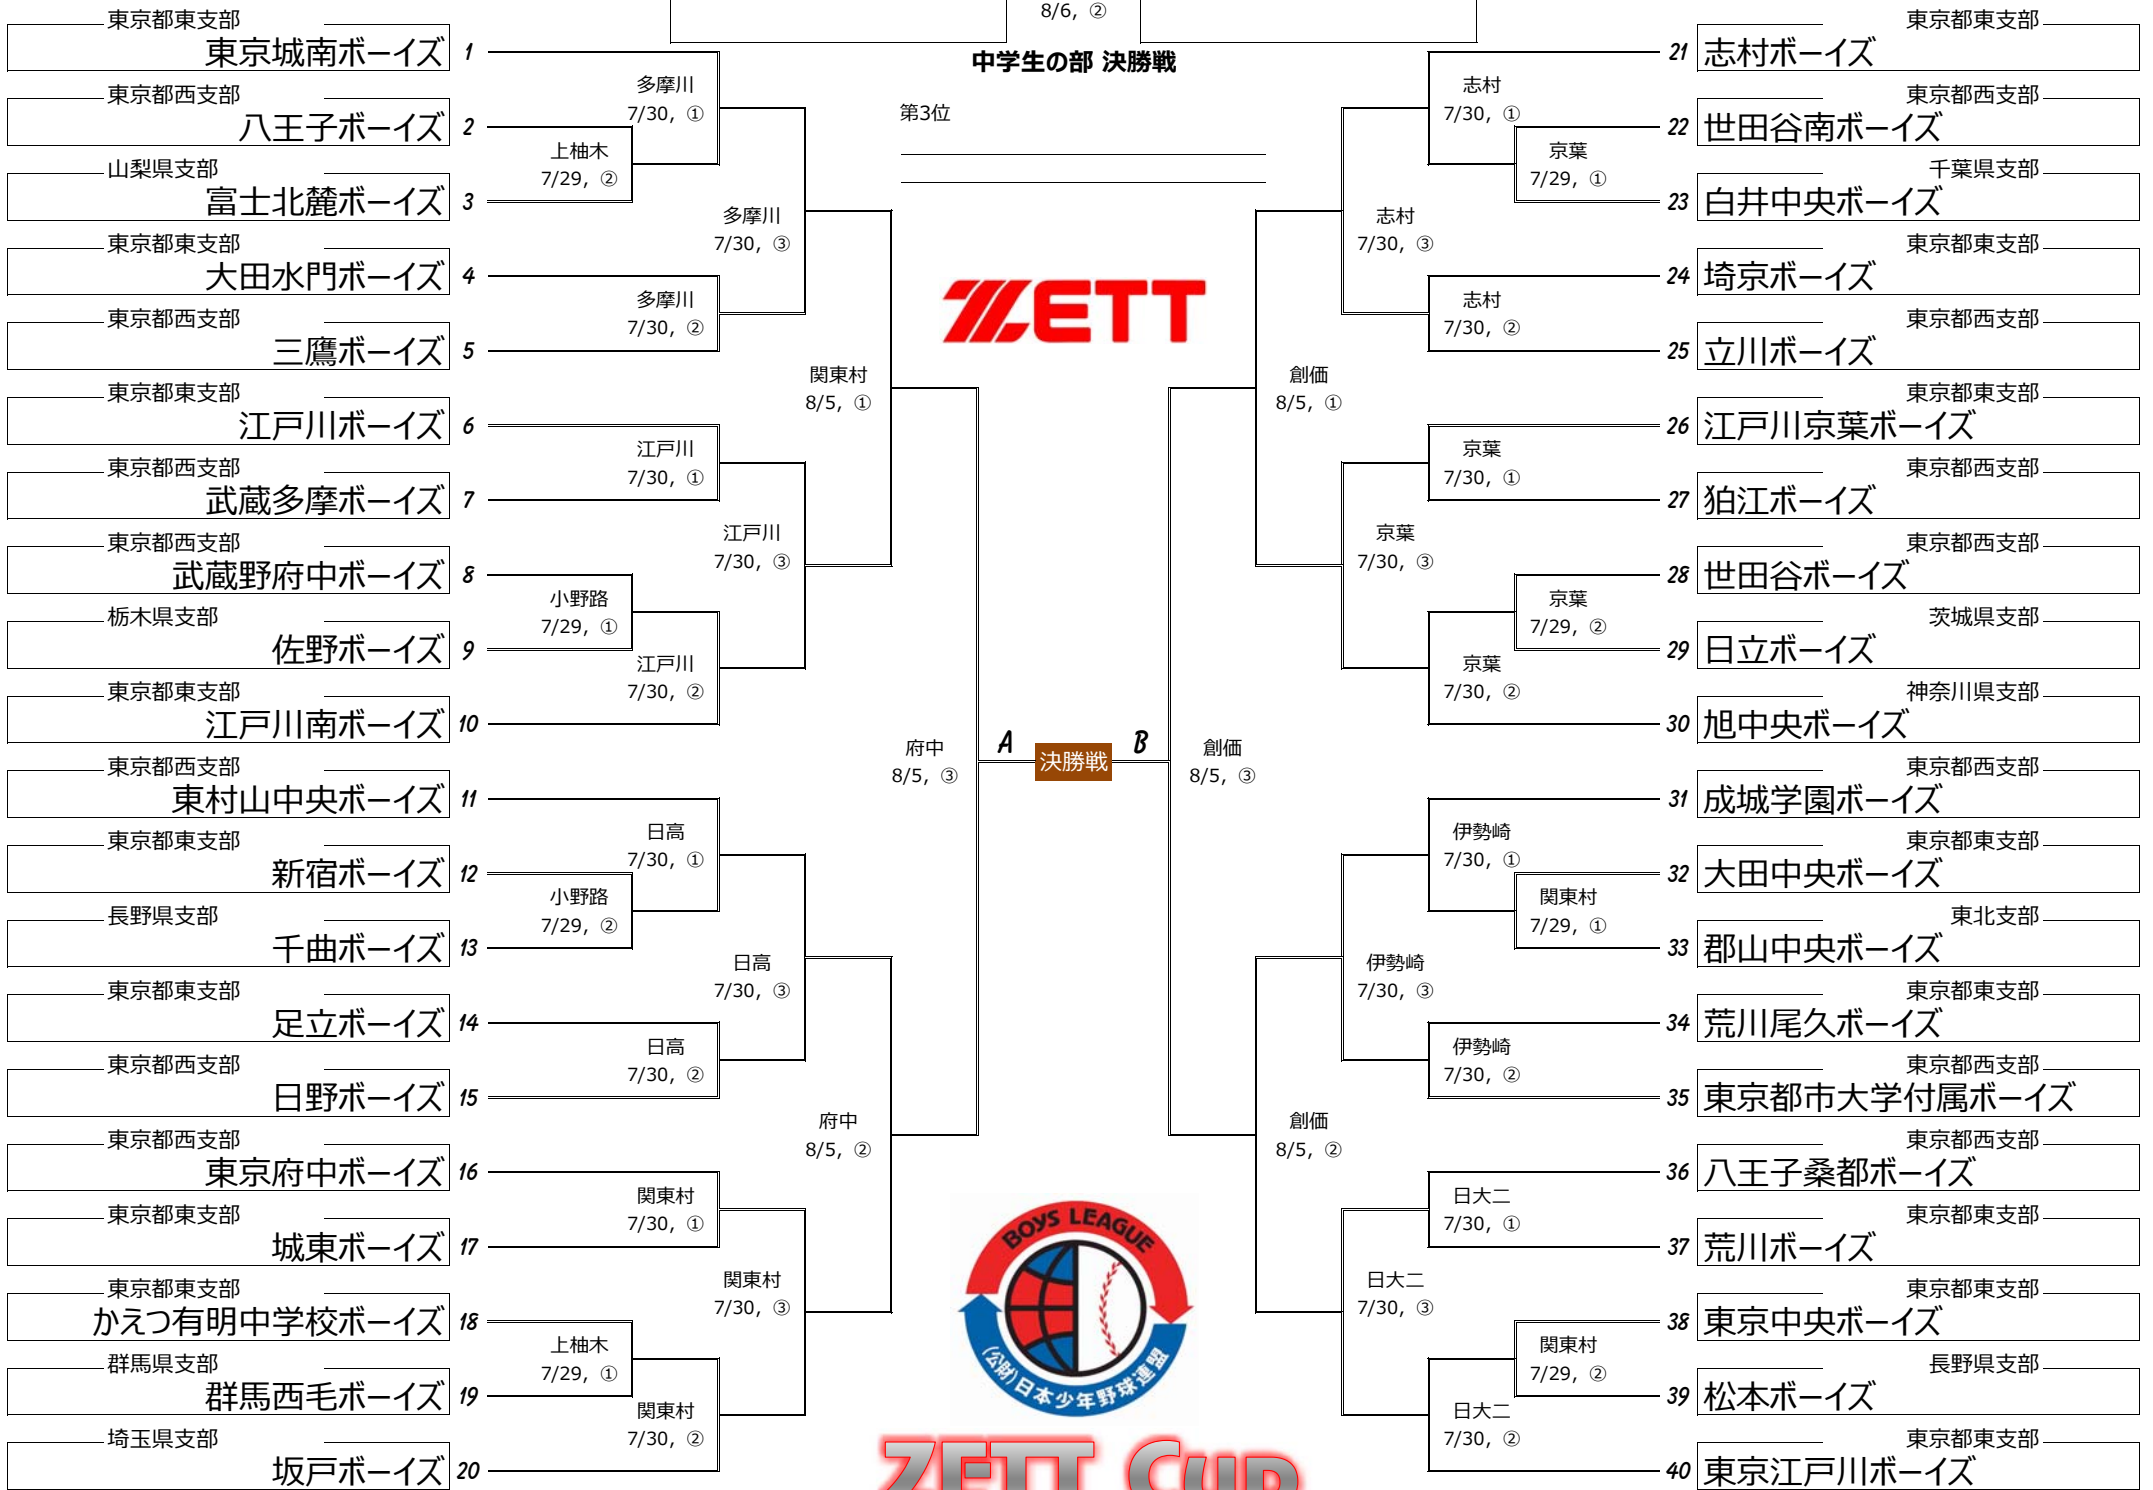 8/6, ②
中学生の部 決勝戦
第3位
東京都東支部
東京城南ボーイズ 1
東京都西支部
八王子ボーイズ 2
山梨県支部
富士北麓ボーイズ 3
東京都東支部
大田水門ボーイズ 4
東京都西支部
三鷹ボーイズ 5
東京都東支部
江戸川ボーイズ 6
東京都西支部
武蔵多摩ボーイズ 7
東京都西支部
武蔵野府中ボーイズ 8
栃木県支部
佐野ボーイズ 9
東京都東支部
江戸川南ボーイズ 10
東京都西支部
東村山中央ボーイズ 11
東京都東支部
新宿ボーイズ 12
長野県支部
千曲ボーイズ 13
東京都東支部
足立ボーイズ 14
東京都西支部
日野ボーイズ 15
東京都西支部
東京府中ボーイズ 16
東京都東支部
城東ボーイズ 17
東京都東支部
かえつ有明中学校ボーイズ 18
群馬県支部
群馬西毛ボーイズ 19
埼玉県支部
坂戸ボーイズ 20
上柚木
7/29, ②
小野路
7/29, ①
小野路
7/29, ②
上柚木
7/29, ①
多摩川
7/30, ①
多摩川
7/30, ②
江戸川
7/30, ①
江戸川
7/30, ②
日高
7/30, ①
日高
7/30, ②
関東村
7/30, ①
関東村
7/30, ②
多摩川
7/30, ③
江戸川
7/30, ③
日高
7/30, ③
関東村
7/30, ③
関東村
8/5, ①
府中
8/5, ②
府中
8/5, ③
A
決勝戦
B
ZETT
BOYS LEAGUE
(公財)日本少年野球連盟
ZETT CUP
創価
8/5, ③
創価
8/5, ①
創価
8/5, ②
志村
7/30, ③
京葉
7/30, ③
伊勢崎
7/30, ③
日大二
7/30, ③
志村
7/30, ①
志村
7/30, ②
京葉
7/30, ①
京葉
7/30, ②
伊勢崎
7/30, ①
伊勢崎
7/30, ②
日大二
7/30, ①
日大二
7/30, ②
京葉
7/29, ①
京葉
7/29, ②
関東村
7/29, ①
関東村
7/29, ②
東京都東支部
21 志村ボーイズ
東京都西支部
22 世田谷南ボーイズ
千葉県支部
23 白井中央ボーイズ
東京都東支部
24 埼京ボーイズ
東京都西支部
25 立川ボーイズ
東京都東支部
26 江戸川京葉ボーイズ
東京都西支部
27 狛江ボーイズ
東京都西支部
28 世田谷ボーイズ
茨城県支部
29 日立ボーイズ
神奈川県支部
30 旭中央ボーイズ
東京都西支部
31 成城学園ボーイズ
東京都東支部
32 大田中央ボーイズ
東北支部
33 郡山中央ボーイズ
東京都東支部
34 荒川尾久ボーイズ
東京都西支部
35 東京都市大学付属ボーイズ
東京都西支部
36 八王子桑都ボーイズ
東京都東支部
37 荒川ボーイズ
東京都東支部
38 東京中央ボーイズ
長野県支部
39 松本ボーイズ
東京都東支部
40 東京江戸川ボーイズ